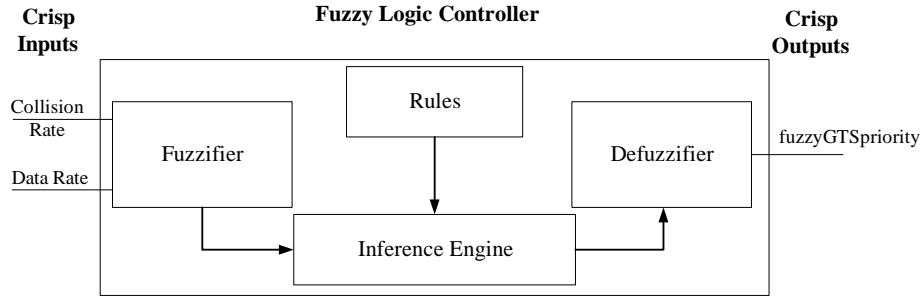 Fuzzy Logic Controller
Crisp
Inputs
Crisp
Outputs
Collision
Rate
Data Rate
Fuzzifier
Rules
Defuzzifier
fuzzyGTSpriority
Inference Engine